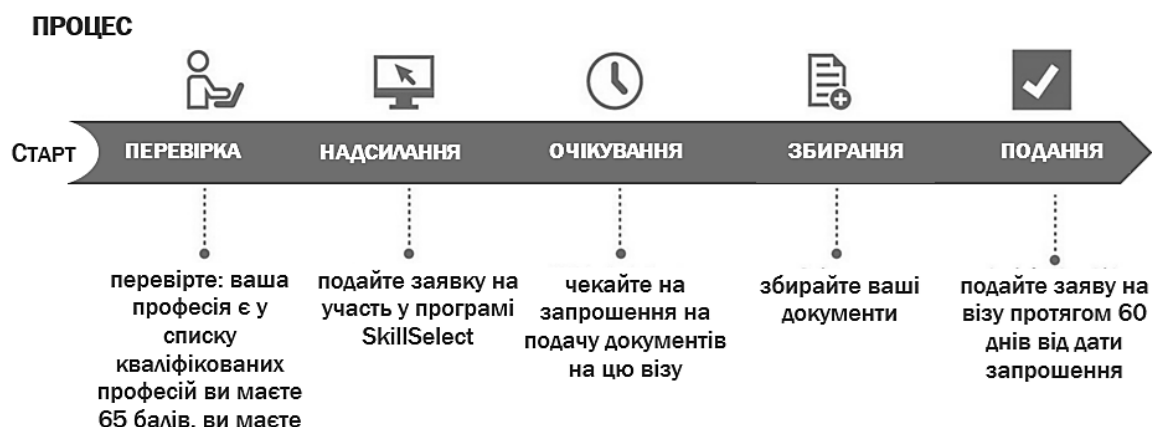 ПРОЦЕС
СТАРТ
ПЕРЕВІРКА
НАДСИЛАННЯ
ОЧІКУВАННЯ
ЗБИРАННЯ
ПОДАННЯ
перевірте: ваша
професія є у
списку
кваліфікованих
професій ви маєте
65 балів, ви маєте
подайте заявку на
участь у програмі
SkillSelect
чекайте на
запрошення на
подачу документів
на цю візу
збирайте ваші
документи
подайте заяву на
візу протягом 60
днів від дати
запрошення